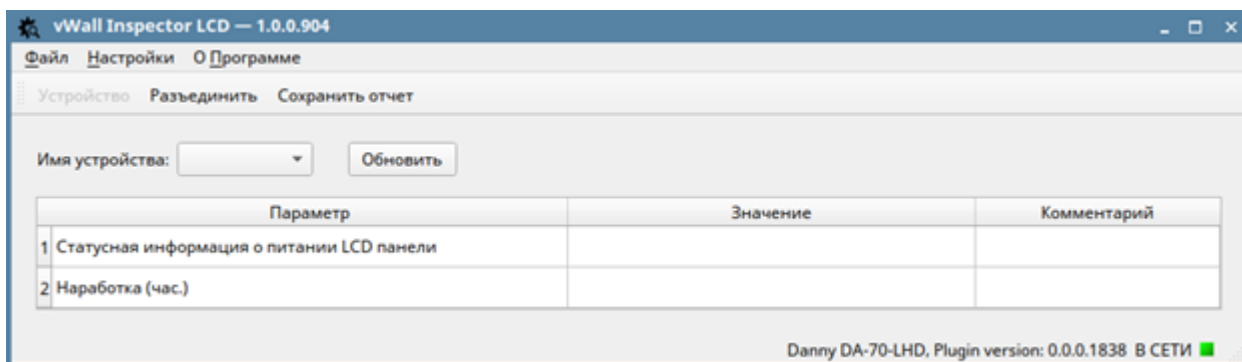 vWall Inspector LCD — 1.0.0.904
Файл Настройки О Программе
Устройство Разъединить Сохранить отчет
Имя устройства: Обновить
Параметр Значение Комментарий
1 Статусная информация о питании LCD панели
2 Наработка (час.)
Danny DA-70-LHD, Plugin version: 0.0.0.1838 В СЕТИ